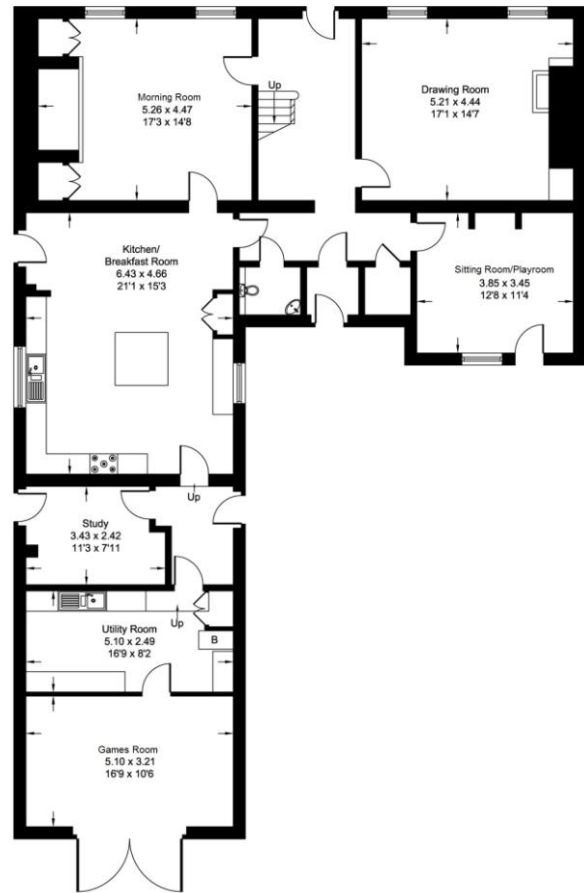 Morning Room
5.26 x 4.47
17'3 x 14'8
Up
Drawing Room
5.21 x 4.44
17'1 x 14'7
Kitchen/
Breakfast Room
6.43 x 4.66
21'1 x 15'3
Sitting Room/Playroom
3.85 x 3.45
12'8 x 11'4
Up
Study
3.43 x 2.42
11'3 x 7'11
Utility Room
5.10 x 2.49
16'9 x 8'2
Up
B
Games Room
5.10 x 3.21
16'9 x 10'6